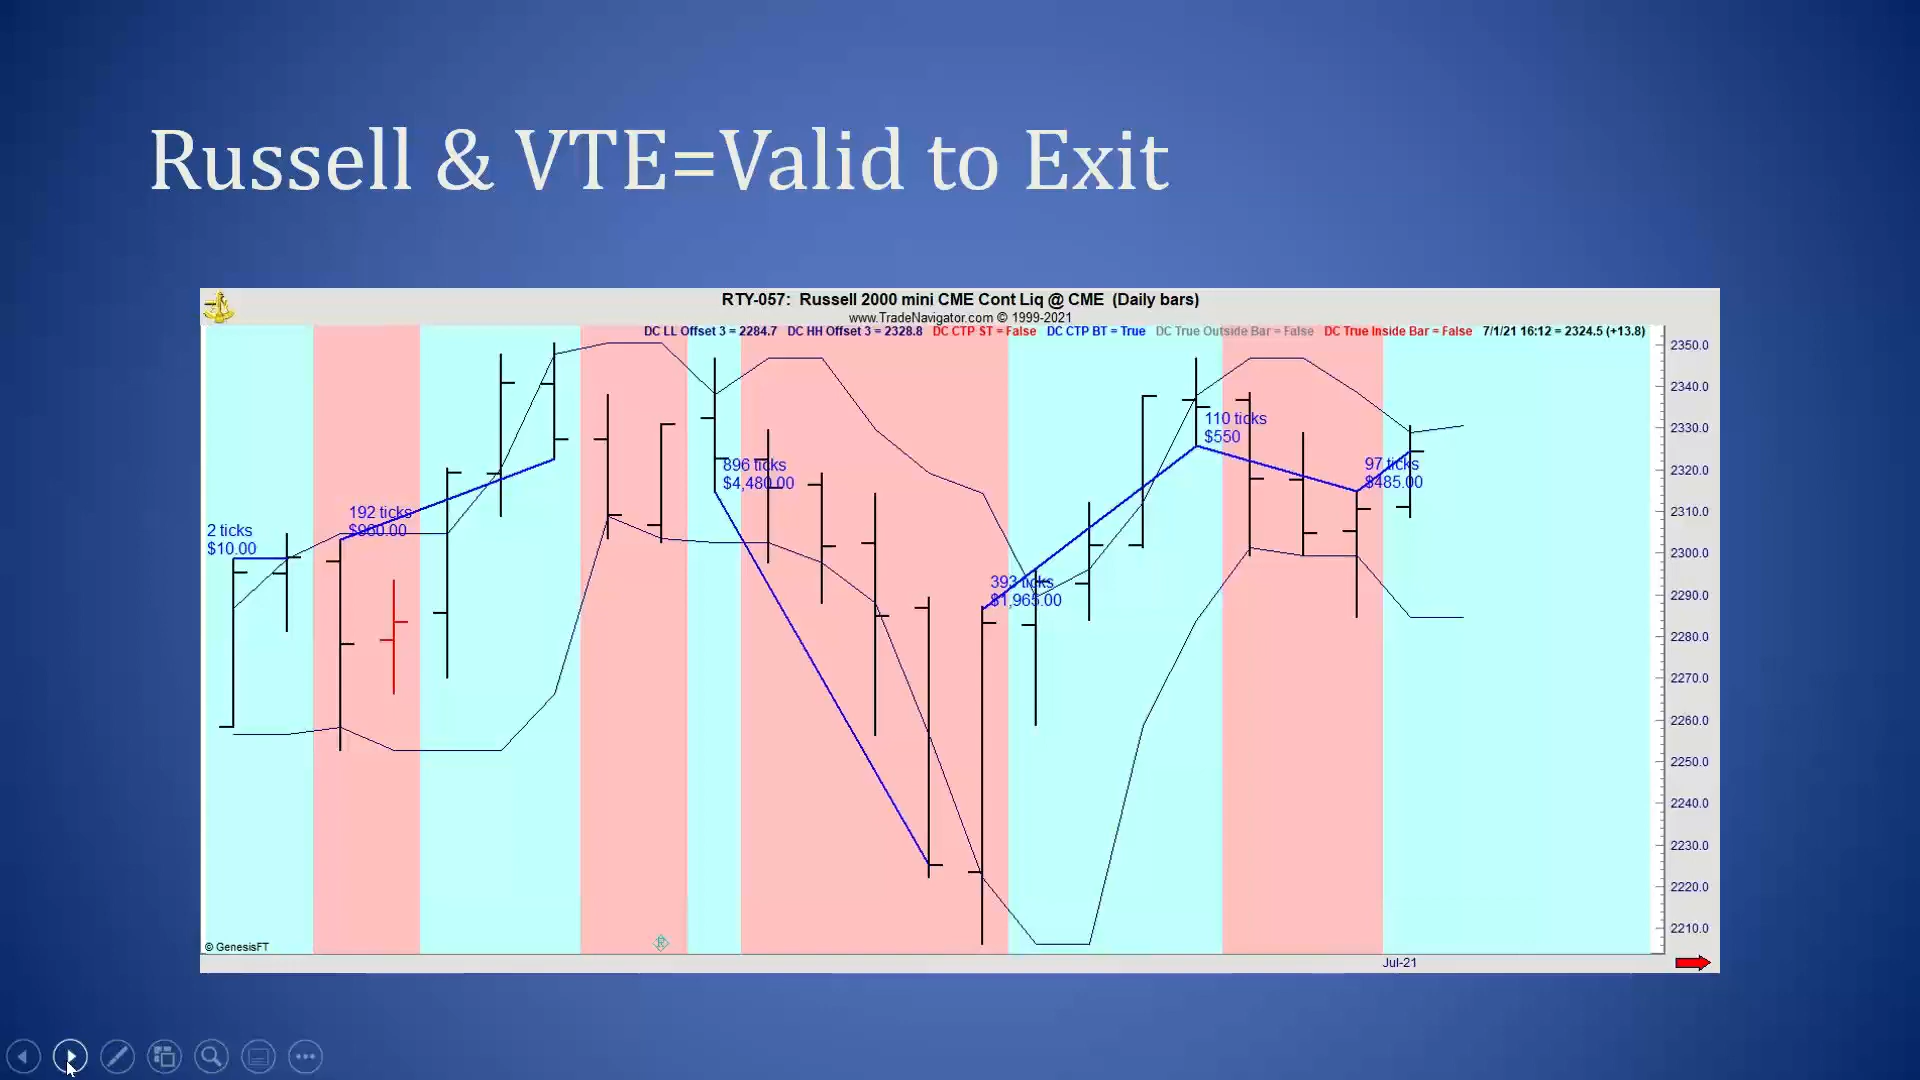 Russell & VTE=Valid to Exit
RTY-057: Russell 2000 mini CME Cont Liq @ CME (Daily bars)
www.TradeNavigator.com © 1999-2021
DC LL Offset 3 = 2284.7 DC HH Offset 3 = 2328.8 DC CTP ST = False DC CTP BT = True DC True Outside Bar = False DC True Inside Bar = False 7/1/21 16:12 = 2324.5 (+13.8)
2350.0
2340.0
2330.0
2320.0
2310.0
2300.0
2290.0
2280.0
2270.0
2260.0
2250.0
2240.0
2230.0
2220.0
2210.0
2 ticks
$10.00
192 ticks
$960.00
896 ticks
$4,480.00
393 ticks
$1,965.00
110 ticks
$550
97 ticks
$485.00
© GenesisFT
R
Jul-21